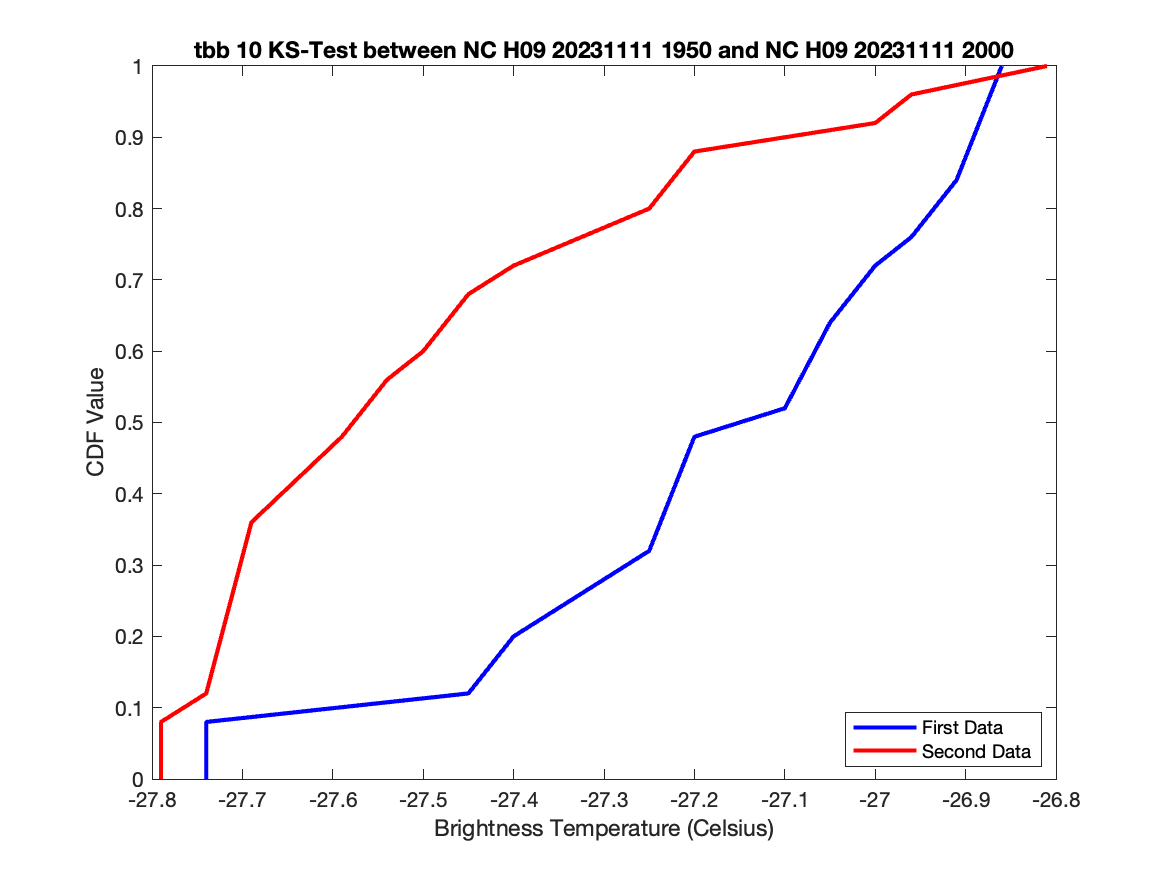 tbb 10 KS-Test between NC H09 20231111 1950 and NC H09 20231111 2000
1
0.9
0.8
0.7
0.6
0.5
0.4
0.3
0.2
0.1
0
CDF Value
First Data
Second Data
-27.8 -27.7 -27.6 -27.5 -27.4 -27.3 -27.2 -27.1 -27 -26.9 -26.8
Brightness Temperature (Celsius)